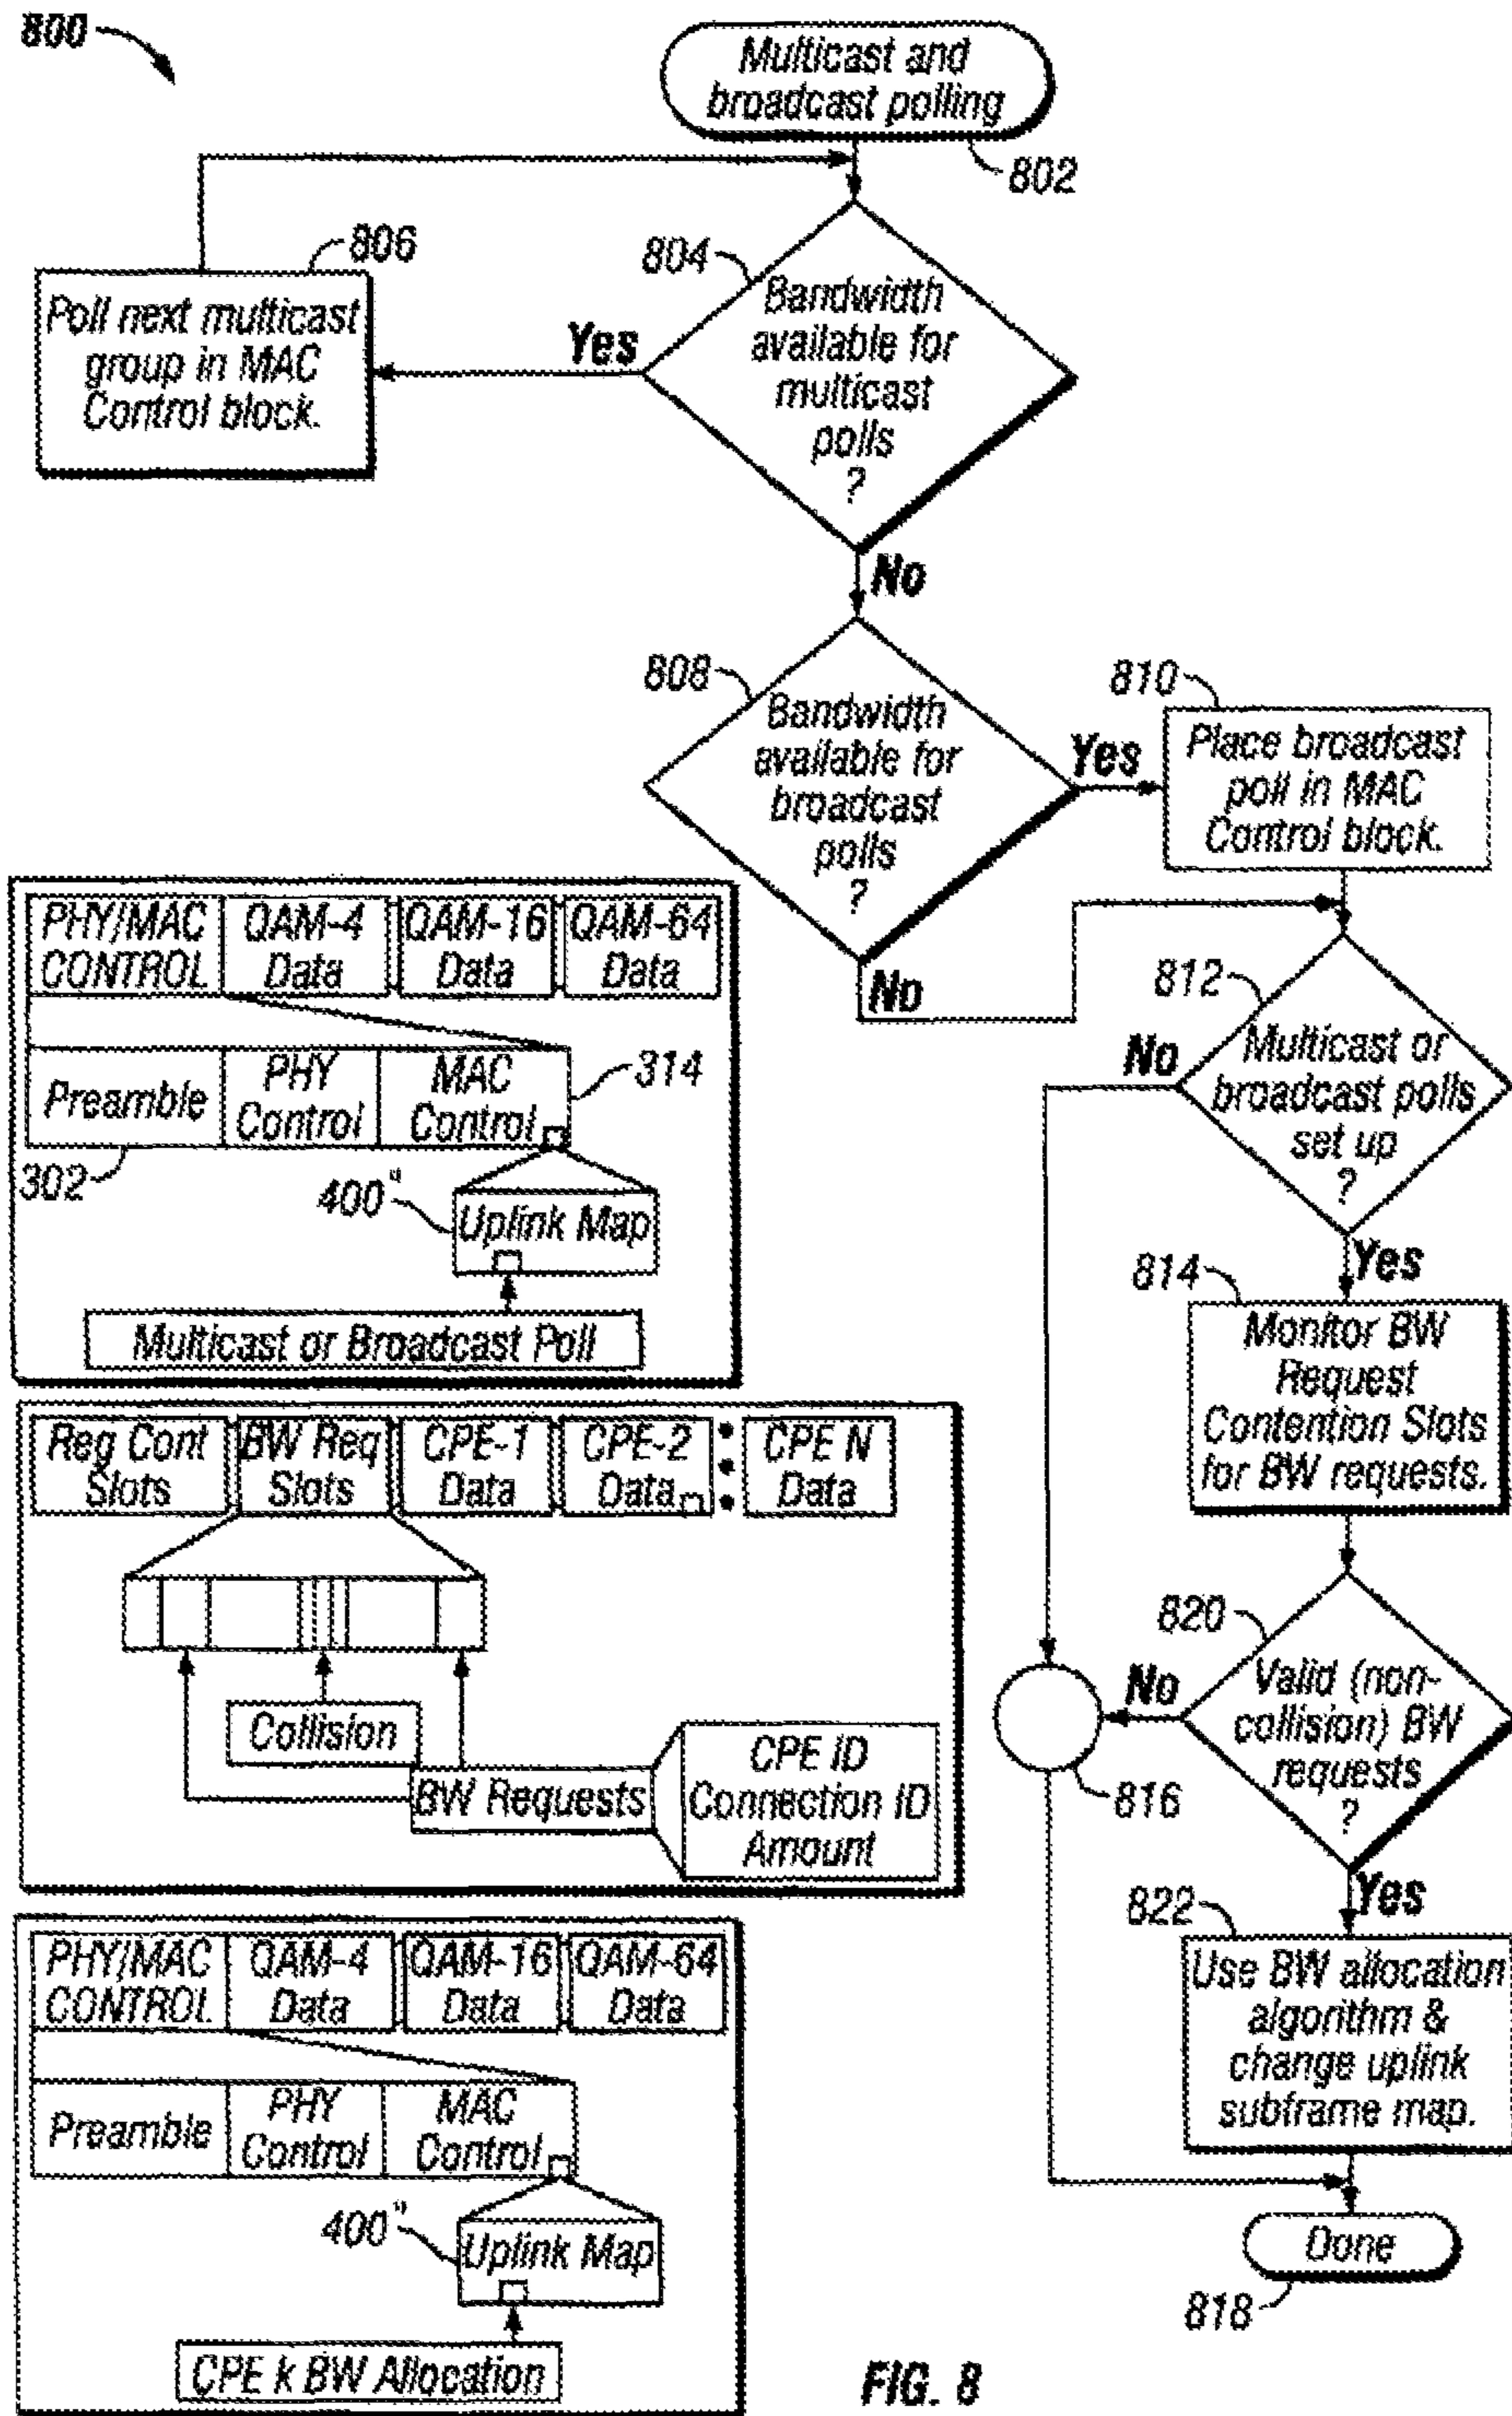 800
Multicast and
broadcast polling
802
806
Poll next multicast
group in MAC
Control block.
804
Bandwidth
available for
multicast
polls
?
Yes
No
808
Bandwidth
available for
broadcast
polls
?
Yes
No
810
Place broadcast
poll in MAC
Control block.
812
Multicast or
broadcast polls
set up
?
No
Yes
814
Monitor BW
Request
Contention Slots
for BW requests.
820
Valid (non-
collision) BW
requests
?
No
Yes
816
822
Use BW allocation
algorithm &
change uplink
subframe map.
Done
818
PHY/MAC
CONTROL
QAM-4
Data
QAM-16
Data
QAM-64
Data
Preamble
PHY
Control
MAC
Control
314
302
400"
Uplink Map
Multicast or Broadcast Poll
Reg Cont
Slots
BW Req
Slots
CPE-1
Data
CPE-2
Data
CPE N
Data
Collision
BW Requests
CPE ID
Connection ID
Amount
PHY/MAC
CONTROL
QAM-4
Data
QAM-16
Data
QAM-64
Data
Preamble
PHY
Control
MAC
Control
400"
Uplink Map
CPE k BW Allocation
FIG. 8